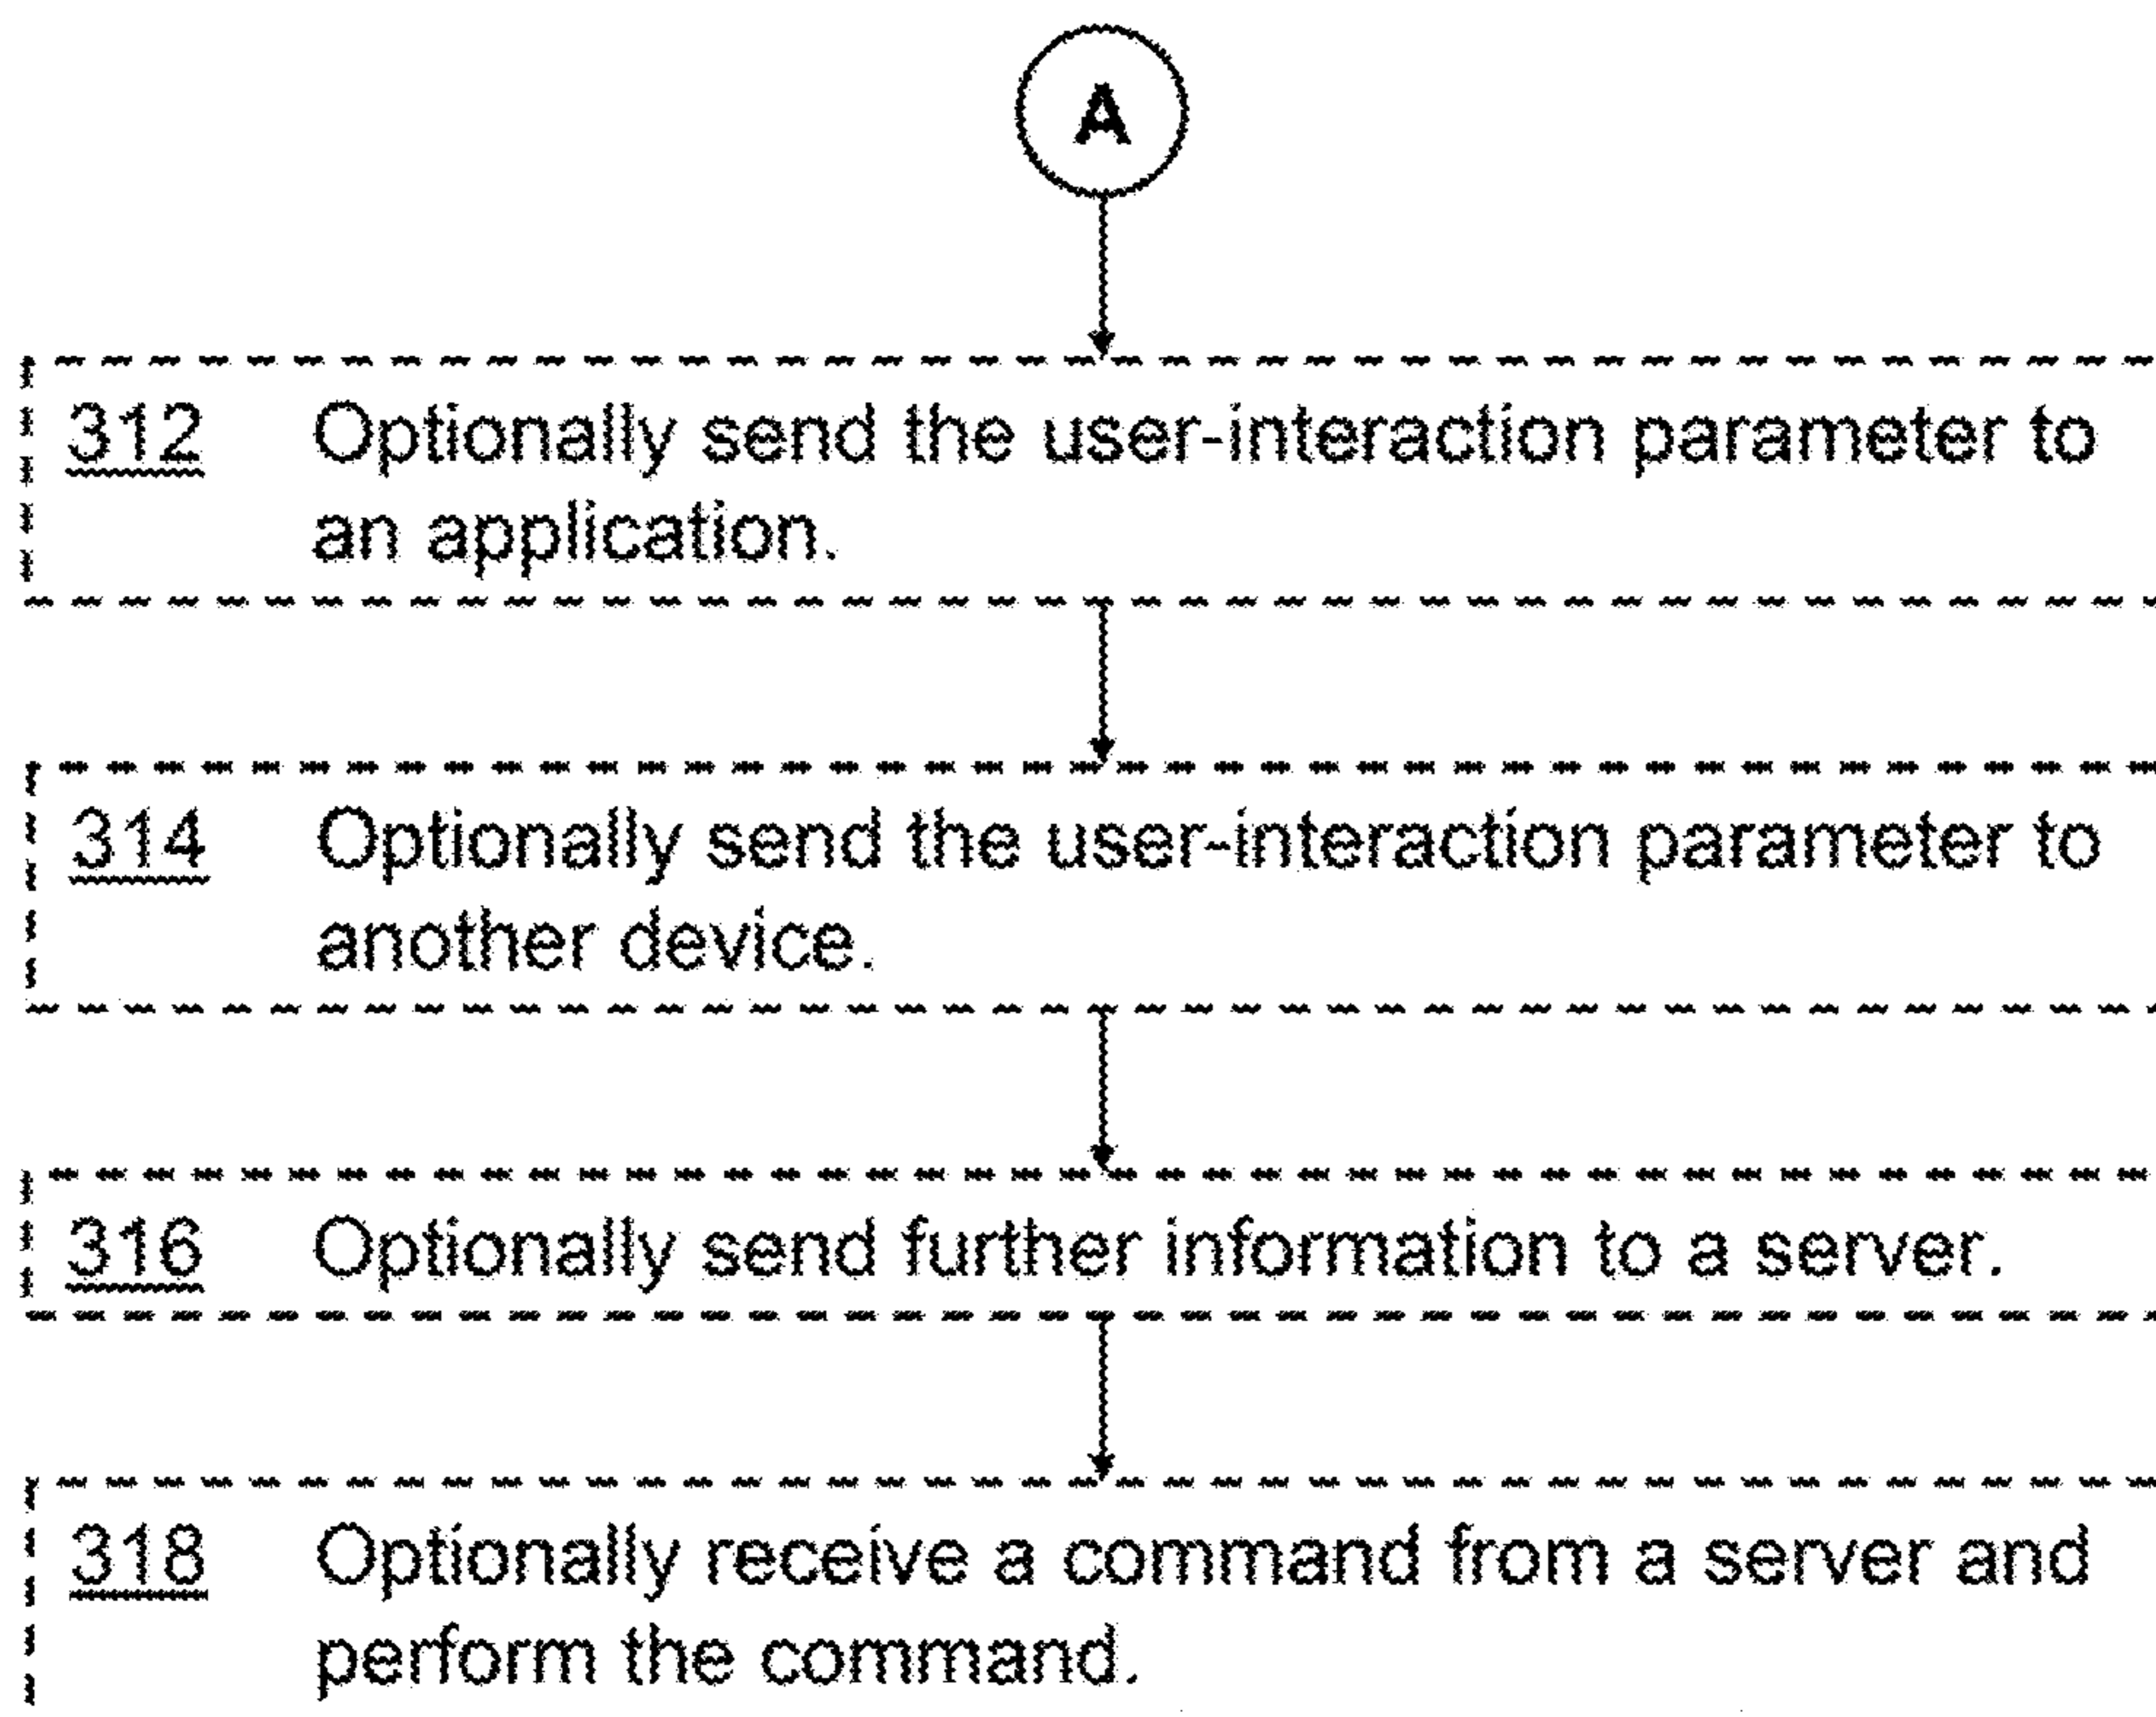 A
312 Optionally send the user-interaction parameter to
an application.
314 Optionally send the user-interaction parameter to
another device.
316 Optionally send further information to a server.
318 Optionally receive a command from a server and
perform the command.